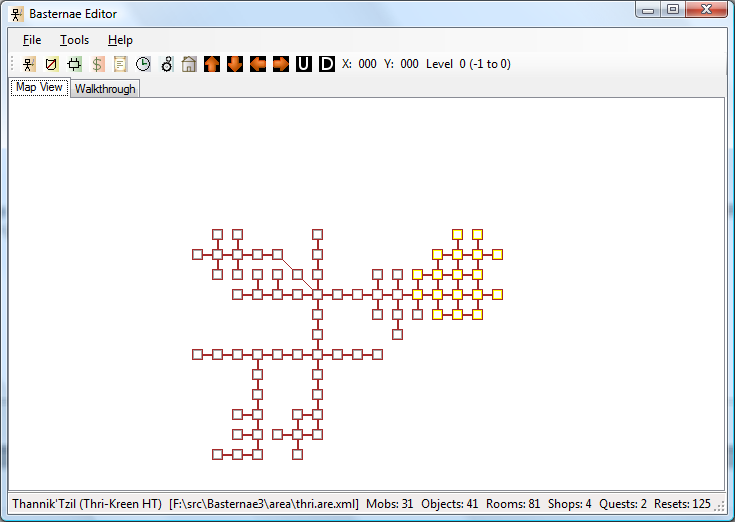 Basternae Editor
File Tools Help
U D X: 000 Y: 000 Level 0 (-1 to 0)
Map View Walkthrough
Thannik'Tzil (Thri-Kreen HT) [F:\src\Basternae3\area\thri.are.xml] Mobs: 31 Objects: 41 Rooms: 81 Shops: 4 Quests: 2 Resets: 125